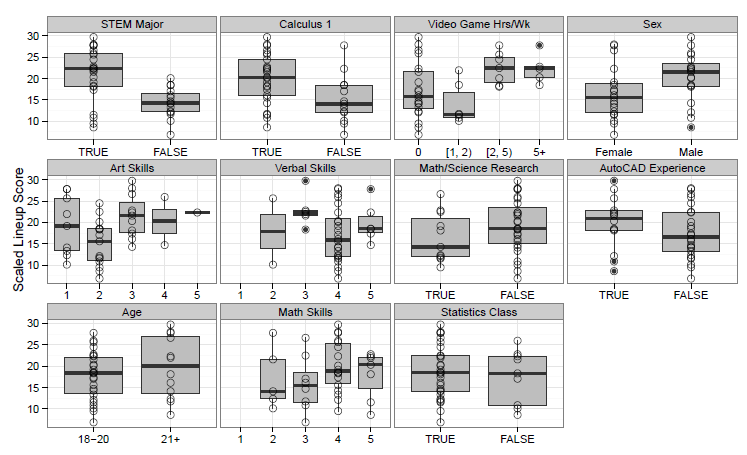 STEM Major Calculus 1 Video Game Hrs/Wk Sex
30
25
20
15
10
TRUE FALSE TRUE FALSE 0 [1, 2) [2, 5) 5+ Female Male
Art Skills Verbal Skills Math/Science Research AutoCAD Experience
Scaled Lineup Score
30
25
20
15
10
1 2 3 4 5 1 2 3 4 5 TRUE FALSE TRUE FALSE
Age Math Skills Statistics Class
30
25
20
15
10
18−20 21+ 1 2 3 4 5 TRUE FALSE